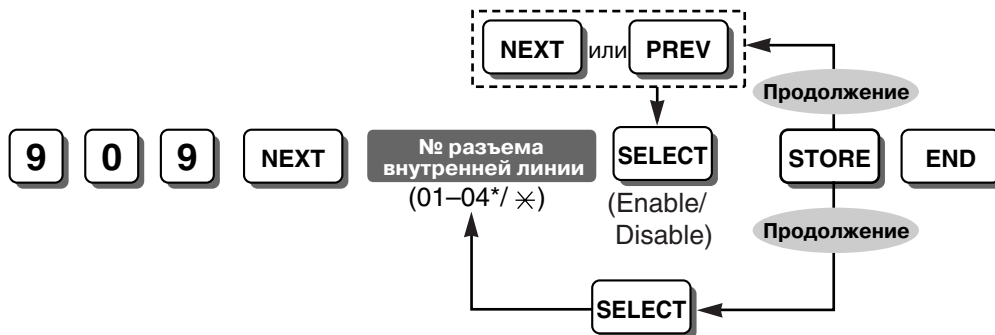 NEXT или PREV
Продолжение
9 0 9 NEXT № разъема внутренней линии SELECT STORE END
(01–04*/ ✳)
(Enable/
Disable)
Продолжение
SELECT